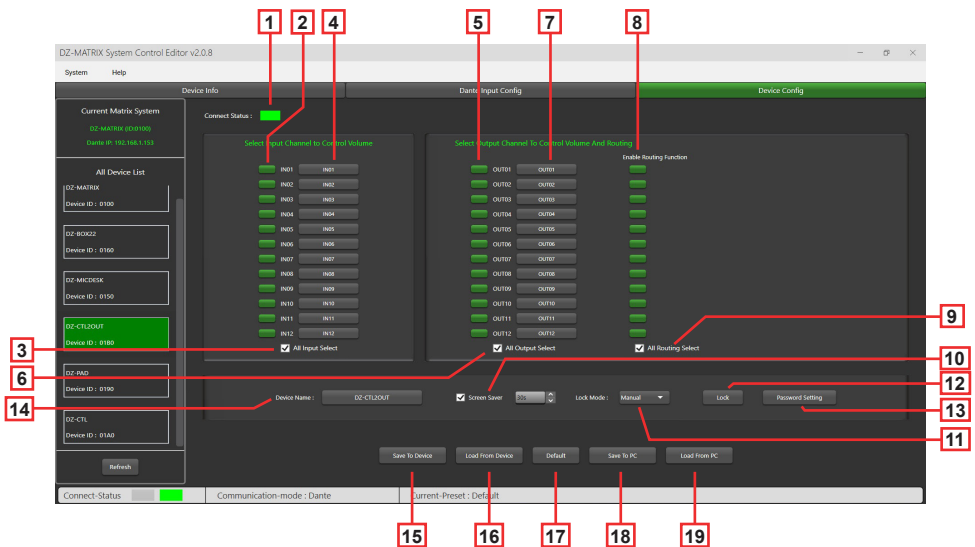 1 2 4 5 7 8
DZ-MATRIX System Control Editor v2.0.8
System Help
Device Info Dante Input Config Device Config
Current Matrix System
DZ-MATRIX (ID:0100)
Dante IP: 192.168.1.153
Connect Status :
Select Input Channel to Control Volume
Select Output Channel To Control Volume And Routing
Enable Routing Function
All Device List
DZ-MATRIX
Device ID : 0100
DZ-BOX22
Device ID : 0160
DZ-MICDESK
Device ID : 0150
DZ-CTL2OUT
Device ID : 01B0
DZ-PAD
Device ID : 0190
DZ-CTL
Device ID : 01A0
Refresh
IN01 IN01 OUT01 OUT01
IN02 IN02 OUT02 OUT02
IN03 IN03 OUT03 OUT03
IN04 IN04 OUT04 OUT04
IN05 IN05 OUT05 OUT05
IN06 IN06 OUT06 OUT06
IN07 IN07 OUT07 OUT07
IN08 IN08 OUT08 OUT08
IN09 IN09 OUT09 OUT09
IN10 IN10 OUT10 OUT10
IN11 IN11 OUT11 OUT11
IN12 IN12 OUT12 OUT12
All Input Select All Output Select All Routing Select
3 6 14
9 10 12 13 11
Device Name : DZ-CTL2OUT Screen Saver 30s Lock Mode : Manual Lock Password Setting
Save To Device Load From Device Default Save To PC Load From PC
Connect-Status Communication-mode : Dante Current-Preset : Default
15 16 17 18 19